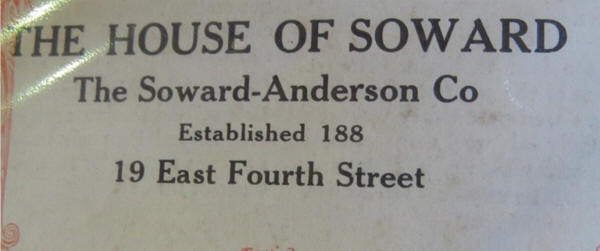 THE HOUSE OF SOWARD
The Soward-Anderson Co
Established 188
19 East Fourth Street